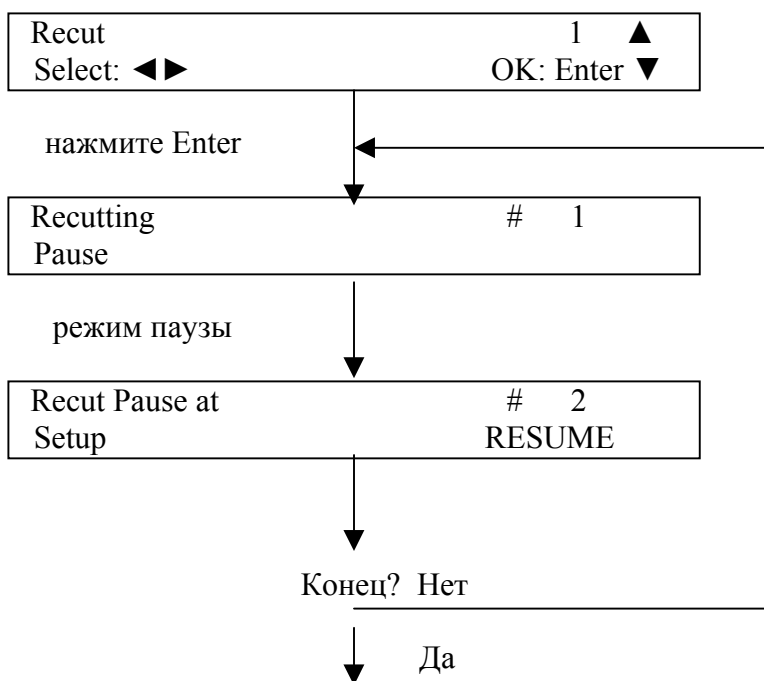 Recut 1 ▲
Select: ◄► OK: Enter ▼
нажмите Enter
Recutting # 1
Pause
режим паузы
Recut Pause at # 2
Setup RESUME
Конец? Нет
Да